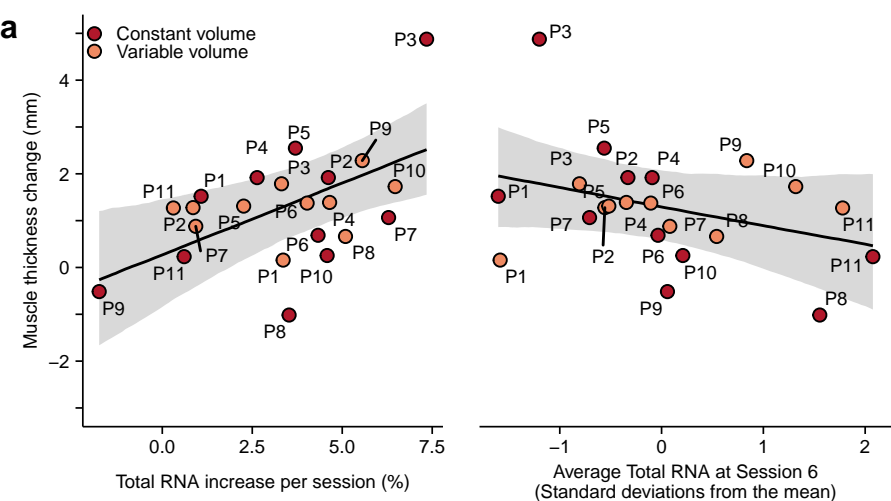 a
Constant volume
Variable volume
Muscle thickness change (mm)
4
2
0
−2
P3
P9
P5
P4
P3
P2
P10
P1
P11
P2
P5
P6
P4
P7
P7
P6
P8
P11
P1
P10
P9
P8
0.0
2.5
5.0
7.5
Total RNA increase per session (%)
P3
P5
P9
P2
P4
P3
P10
P1
P5
P6
P7
P4
P7
P8
P11
P2
P6
P1
P10
P11
P9
P8
−1
0
1
2
Average Total RNA at Session 6
(Standard deviations from the mean)